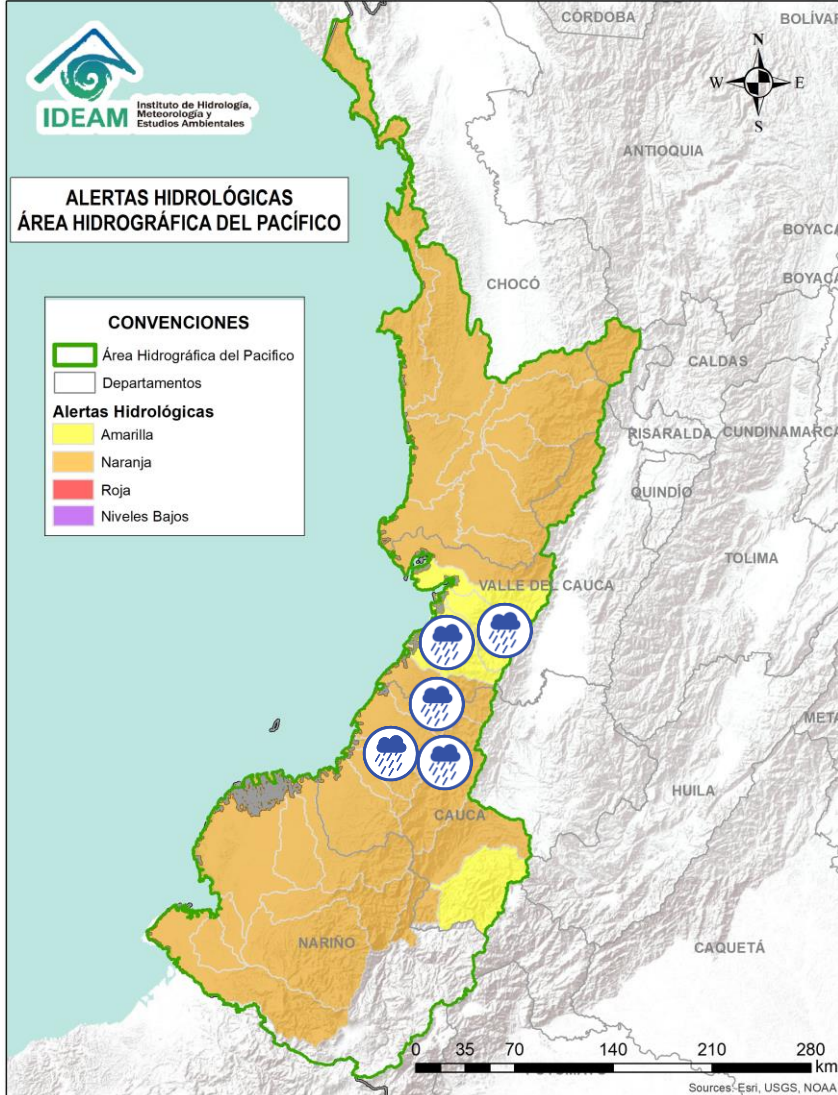 IDEAM
Instituto de Hidrología,
Meteorología y
Estudios Ambientales
ALERTAS HIDROLÓGICAS
ÁREA HIDROGRÁFICA DEL PACÍFICO
CONVENCIONES
Área Hidrográfica del Pacifico
Departamentos
Alertas Hidrológicas
Amarilla
Naranja
Roja
Niveles Bajos
N
W E
S
CÓRDOBA
BOLÍVAR
ANTIOQUIA
BOYACÁ
BOYACÁ
CHOCÓ
CALDAS
RISARALDA
CUNDINAMARCA
QUINDÍO
TOLIMA
VALLE DEL CAUCA
META
HUILA
CAUCA
NARIÑO
CAQUETÁ
0 35 70 140 210 280
km
Sources: Esri, USGS, NOAA